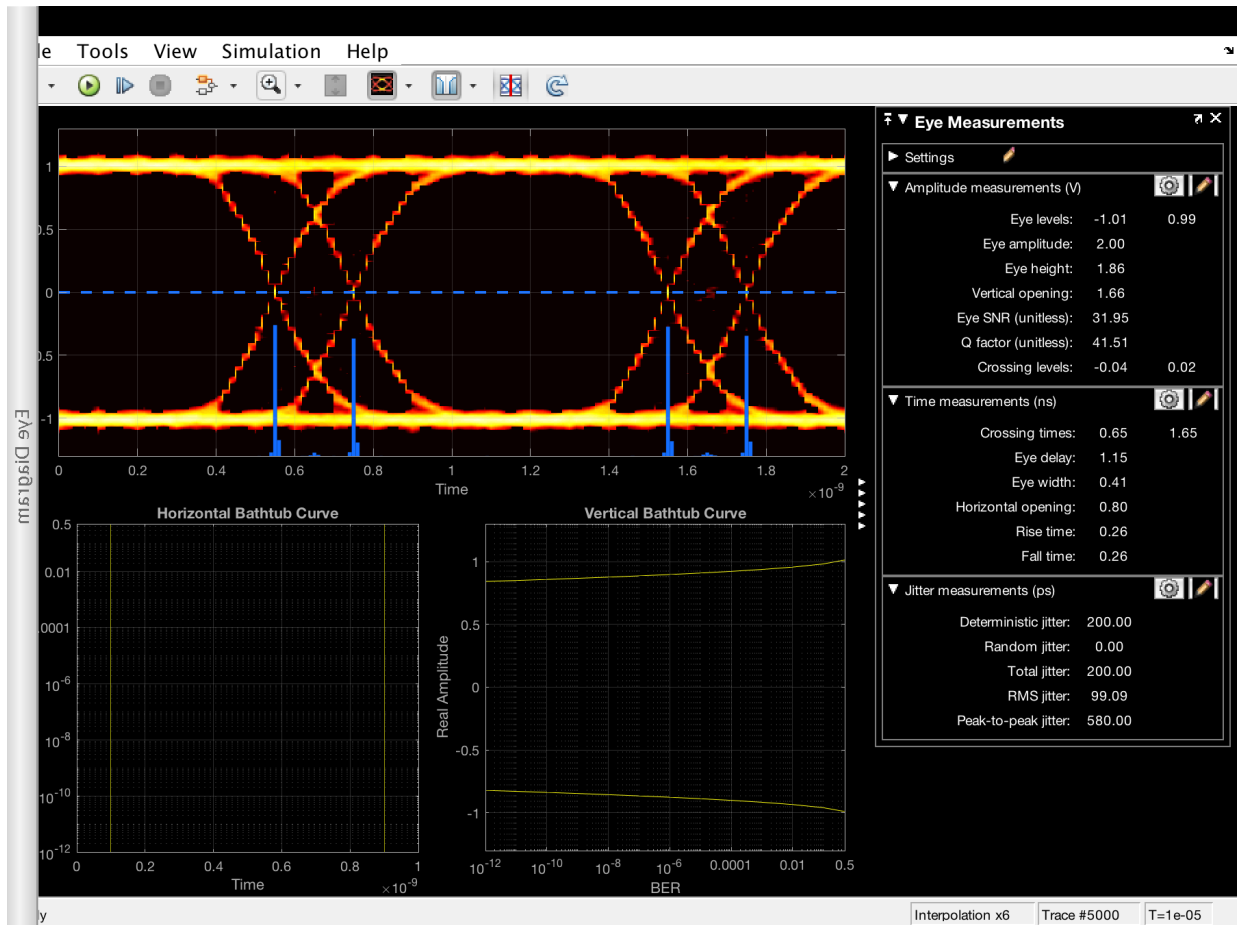 le Tools View Simulation Help
Eye Diagram
1
0.5
0
0.5
-1
0 0.2 0.4 0.6 0.8 1 1.2 1.4 1.6 1.8 2
Time
×10-9
Horizontal Bathtub Curve
0.5
0.01
.0001
10-6
10-8
10-10
10-12
0 0.2 0.4 0.6 0.8 1
Time
×10-9
Vertical Bathtub Curve
Real Amplitude
1
0.5
0
-0.5
-1
10-12 10-10 10-8 10-6 0.0001 0.01 0.5
BER
Eye Measurements
Settings
Amplitude measurements (V)
Eye levels: -1.01 0.99
Eye amplitude: 2.00
Eye height: 1.86
Vertical opening: 1.66
Eye SNR (unitless): 31.95
Q factor (unitless): 41.51
Crossing levels: -0.04 0.02
Time measurements (ns)
Crossing times: 0.65 1.65
Eye delay: 1.15
Eye width: 0.41
Horizontal opening: 0.80
Rise time: 0.26
Fall time: 0.26
Jitter measurements (ps)
Deterministic jitter: 200.00
Random jitter: 0.00
Total jitter: 200.00
RMS jitter: 99.09
Peak-to-peak jitter: 580.00
y
Interpolation x6 Trace #5000 T=1e-05